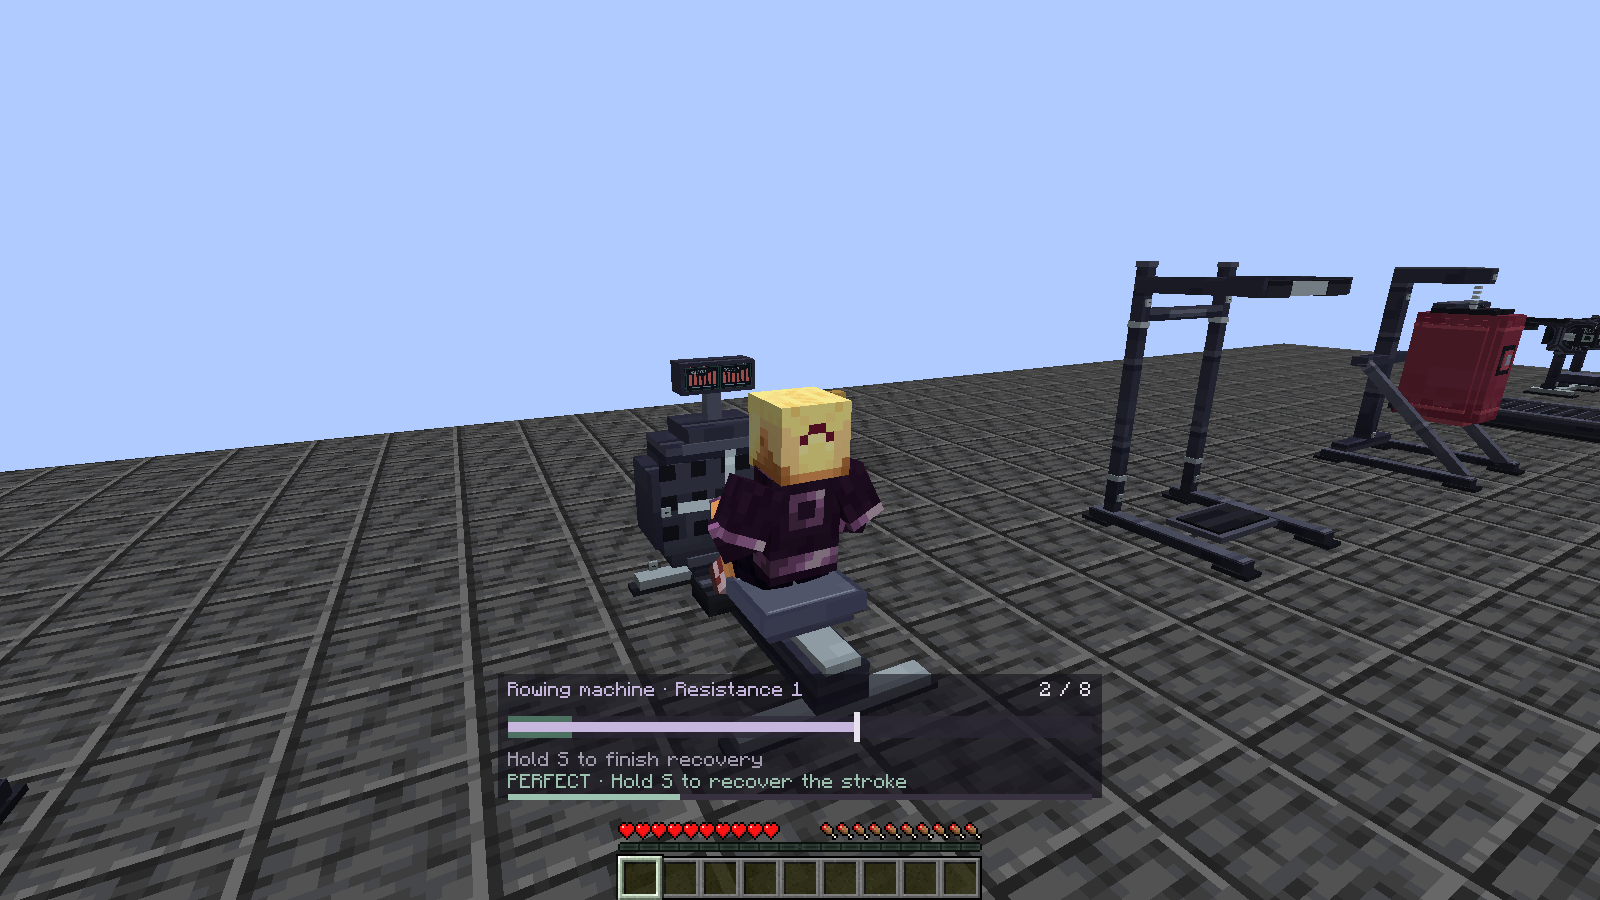 Rowing machine · Resistance 1
2 / 8
Hold S to finish recovery
PERFECT · Hold S to recover the stroke